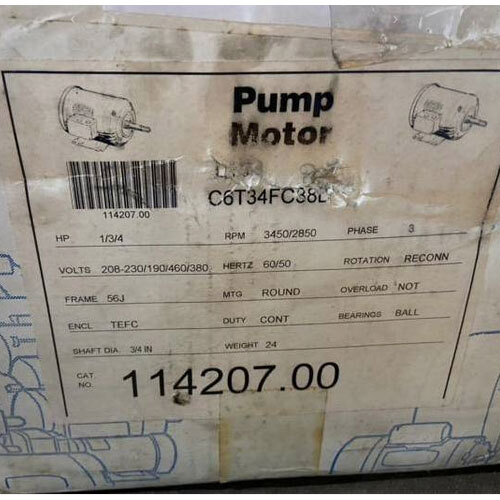 Pump
Motor
114207.00
C6T34FC38
HP 1/3/4 RPM 3450/2850 PHASE 3
VOLTS 208-230/190/460/380 HERTZ 60/50 ROTATION RECONN
FRAME 56J MTG ROUND OVERLOAD NOT
ENCL TEFC DUTY CONT BEARINGS BALL
SHAFT DIA. 3/4 IN WEIGHT 24
CAT.
NO. 114207.00